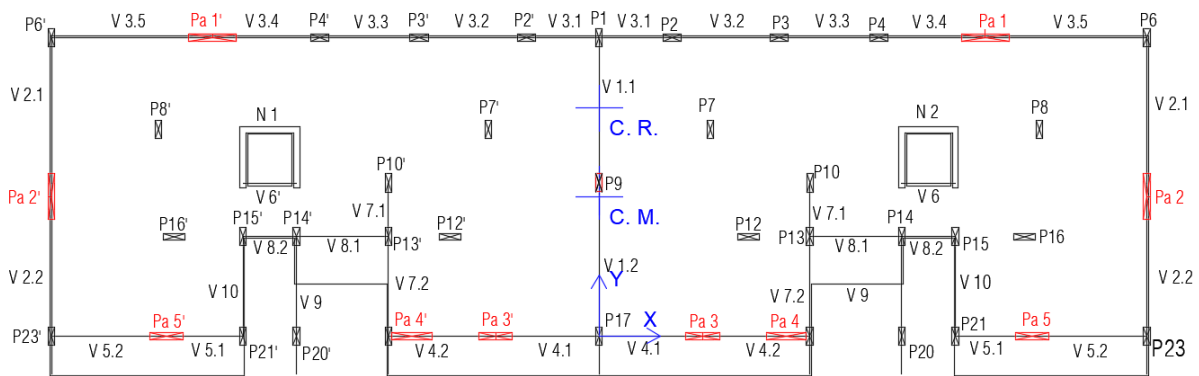 P6' V 3.5 Pa 1' V 3.4 P4' V 3.3 P3' V 3.2 P2' V 3.1 P1 V 3.1 P2 V 3.2 P3 V 3.3 P4 V 3.4 Pa 1 V 3.5 P6
V 2.1 V 1.1 V 2.1
P8' N 1 P7' C. R. P7 N 2 P8
Pa 2' V 6' P10' P9 P10 V 6 Pa 2
C. M.
P16' P15' P14' V 7.1 P12' P12 V 7.1 P14 P16
V 8.2 V 8.1 P13' P13 V 8.1 V 8.2 P15
V 2.2 V 10 V 9 V 7.2 V 1.2 Y V 7.2 V 9 V 10 V 2.2
P23' Pa 5' Pa 4' Pa 3' P17 X Pa 3 Pa 4 P21 Pa 5 P23
V 5.2 V 5.1 P21' P20' V 4.2 V 4.1 V 4.1 V 4.2 P20 V 5.1 V 5.2